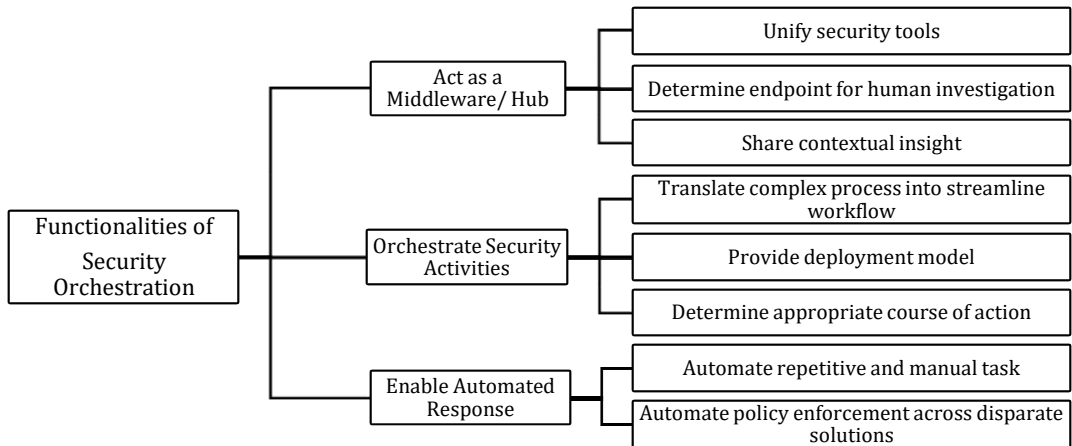 Functionalities of
Security
Orchestration
Act as a
Middleware/ Hub
Unify security tools
Determine endpoint for human investigation
Share contextual insight
Orchestrate Security
Activities
Translate complex process into streamline
workflow
Provide deployment model
Determine appropriate course of action
Enable Automated
Response
Automate repetitive and manual task
Automate policy enforcement across disparate
solutions